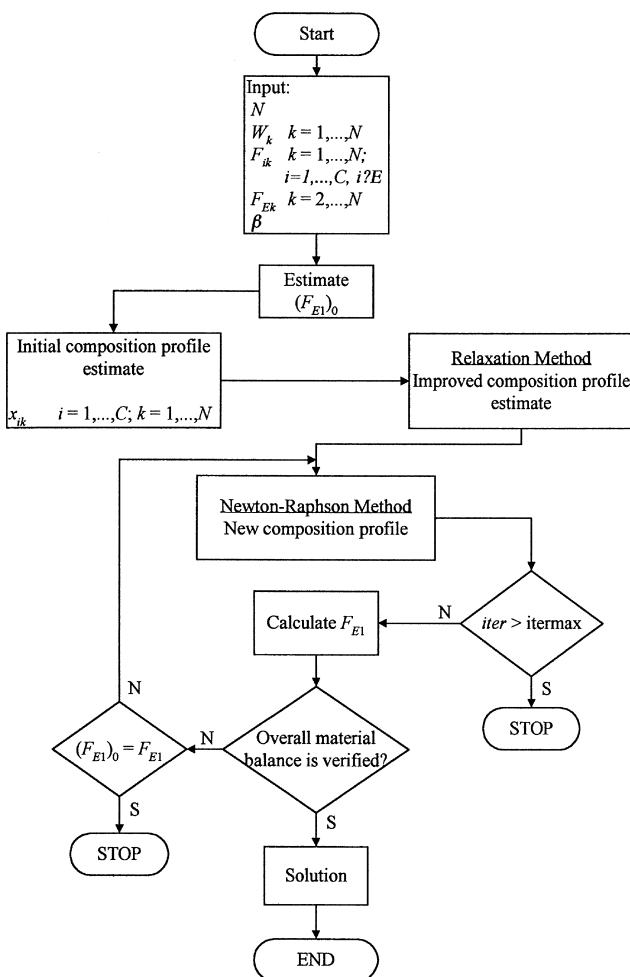 Start
Input:
N
W_k k = 1,...,N
F_ik k = 1,...,N;
i=1,...,C, i?E
F_Ek k = 2,...,N
β
Estimate
(F_E1)_0
Initial composition profile
estimate
x_ik i = 1,...,C; k = 1,...,N
Relaxation Method
Improved composition profile
estimate
Newton-Raphson Method
New composition profile
iter > itermax
N
S
STOP
Calculate F_E1
Overall material
balance is verified?
N
S
(F_E1)_0 = F_E1
N
S
STOP
Solution
END